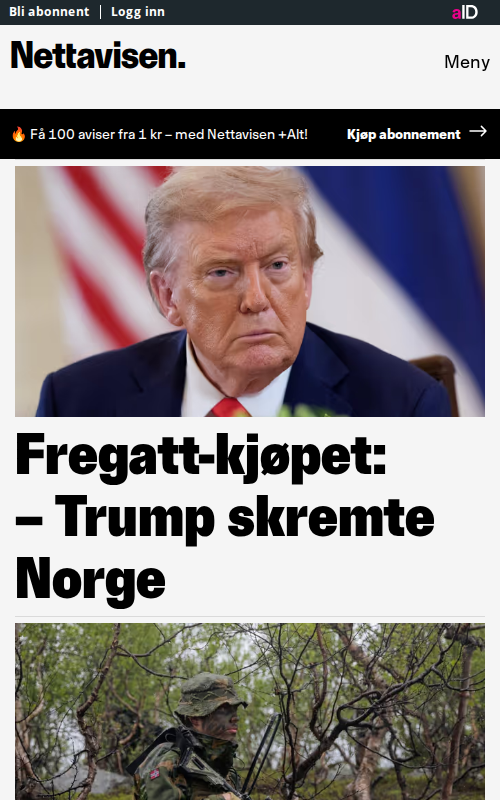 Bli abonnent | Logg inn
aID
Nettavisen.
Meny
🔥 Få 100 aviser fra 1 kr – med Nettavisen +Alt!
Kjøp abonnement →
Fregatt-kjøpet:
– Trump skremte
Norge